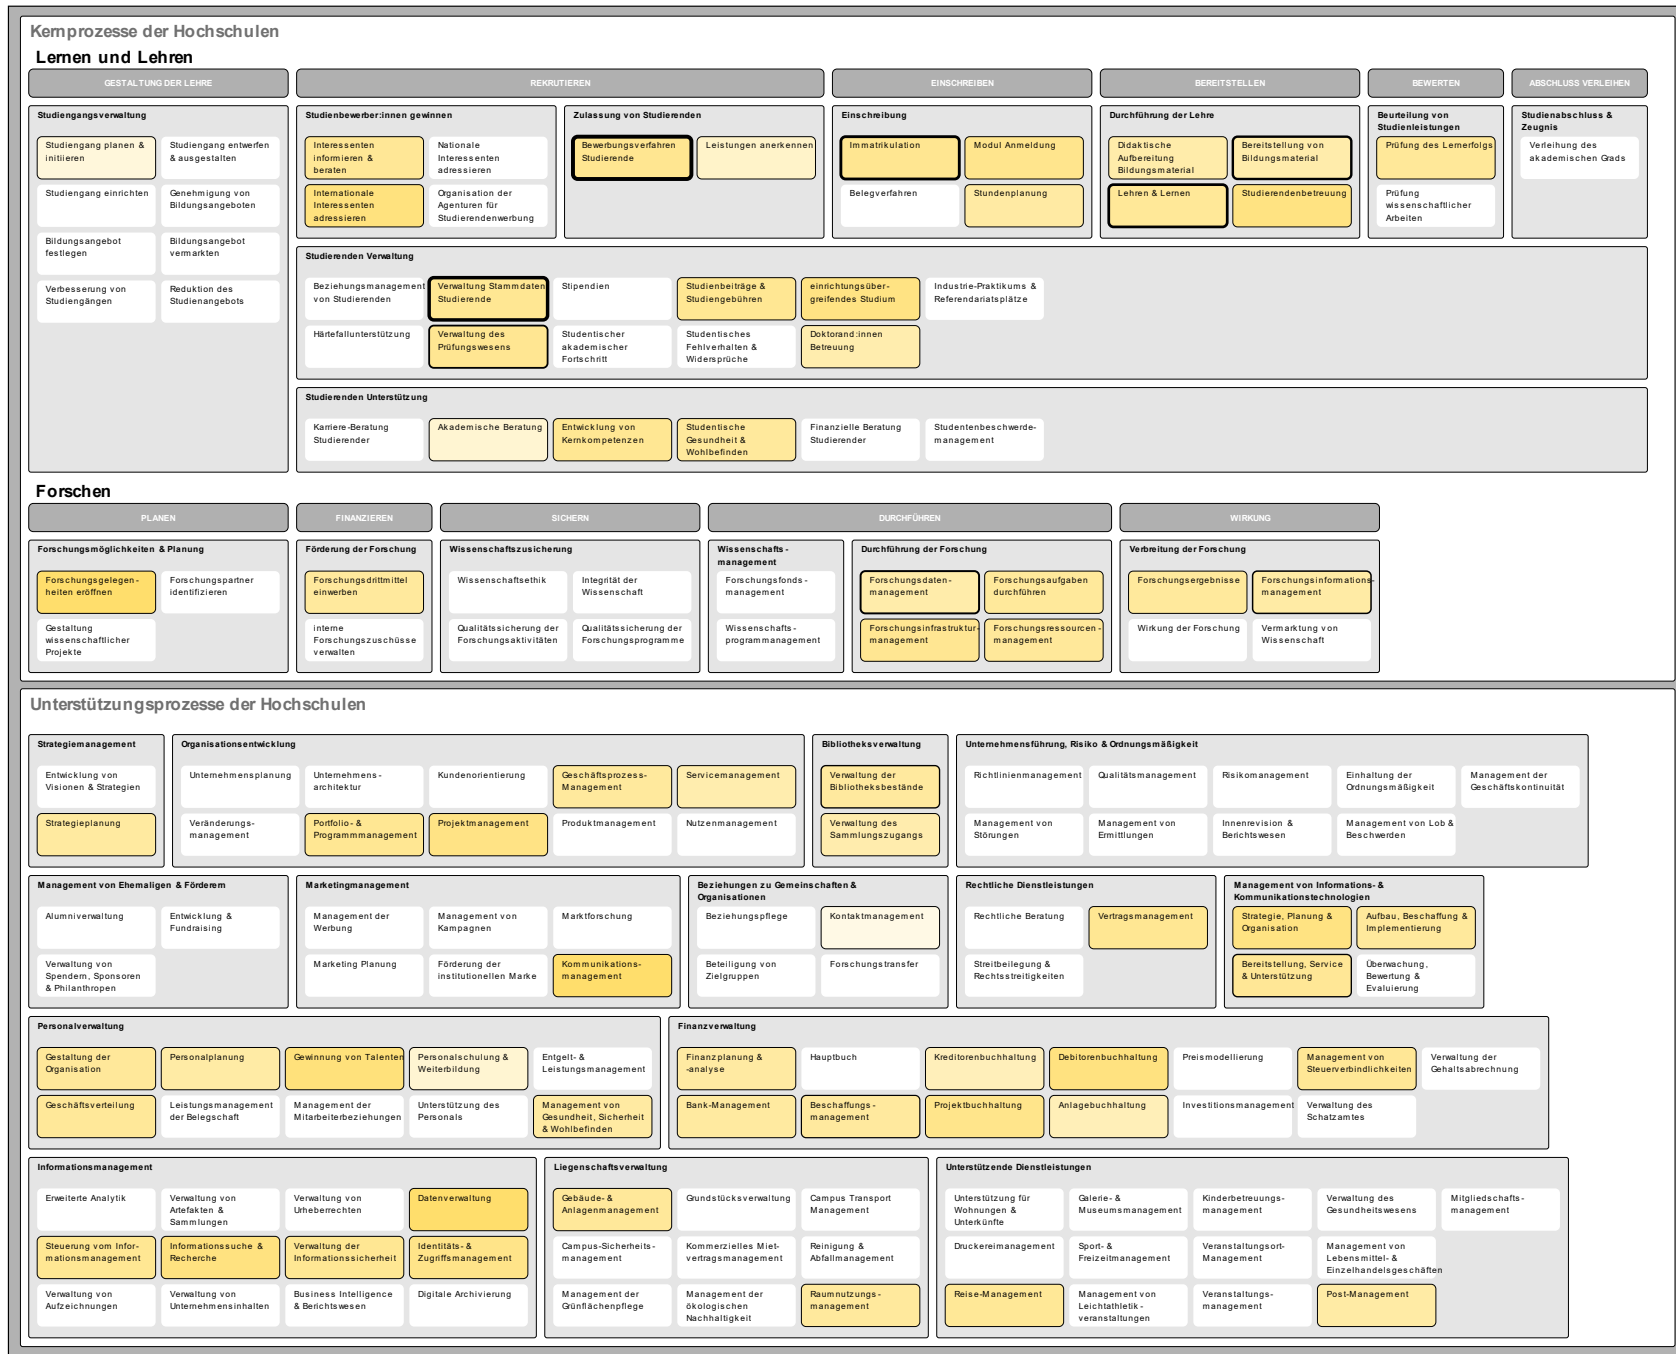 Kernprozesse der Hochschulen
Lernen und Lehren
GESTALTUNG DER LEHRE
REKRUTIEREN
EINSCHREIBEN
BEREITSTELLEN
BEWERTEN
ABSCHLUSS VERLEIHEN
Studiengangsverwaltung
Studiengang planen &
initiieren
Studiengang entwerfen
& ausgestalten
Studiengang einrichten
Genehmigung von
Bildungsangeboten
Bildungsangebot
festlegen
Bildungsangebot
vermarkten
Verbesserung von
Studiengängen
Reduktion des
Studienangebots
Studienbewerber:innen gewinnen
Interessenten
informieren &
beraten
Nationale
Interessenten
adressieren
Internationale
Interessenten
adressieren
Organisation der
Agenturen für
Studierendenwerbung
Zulassung von Studierenden
Bewerbungsverfahren
Studierende
Leistungen anerkennen
Einschreibung
Immatrikulation
Modul Anmeldung
Belegverfahren
Stundenplanung
Durchführung der Lehre
Didaktische
Aufbereitung
Bildungsmaterial
Bereitstellung von
Bildungsmaterial
Lehren & Lernen
Studierendenbetreuung
Beurteilung von
Studienleistungen
Prüfung des Lernerfolgs
Prüfung
wissenschaftlicher
Arbeiten
Studienabschluss &
Zeugnis
Verleihung des
akademischen Grads
Studierenden Verwaltung
Beziehungsmanagement
von Studierenden
Verwaltung Stammdaten
Studierende
Stipendien
Studienbeiträge &
Studiengebühren
einrichtungsüber-
greifendes Studium
Industrie-Praktikums &
Referendariatsplätze
Härtefallunterstützung
Verwaltung des
Prüfungswesens
Studentischer
akademischer
Fortschritt
Studentisches
Fehlverhalten &
Widersprüche
Doktorand:innen
Betreuung
Studierenden Unterstützung
Karriere-Beratung
Studierender
Akademische Beratung
Entwicklung von
Kernkompetenzen
Studentische
Gesundheit &
Wohlbefinden
Finanzielle Beratung
Studierender
Studentenbeschwerde-
management
Forschen
PLANEN
FINANZIEREN
SICHERN
DURCHFÜHREN
WIRKUNG
Forschungsmöglichkeiten & Planung
Forschungsgelegen-
heiten eröffnen
Forschungspartner
identifizieren
Gestaltung
wissenschaftlicher
Projekte
Förderung der Forschung
Forschungsdrittmittel
einwerben
interne
Forschungszuschüsse
verwalten
Wissenschaftszusicherung
Wissenschaftsethik
Integrität der
Wissenschaft
Qualitätssicherung der
Forschungsaktivitäten
Qualitätssicherung der
Forschungsprogramme
Wissenschafts-
management
Forschungsfonds-
management
Wissenschafts-
programmanagement
Durchführung der Forschung
Forschungsdaten-
management
Forschungsaufgaben
durchführen
Forschungsinfrastruktur-
management
Forschungsressourcen-
management
Verbreitung der Forschung
Forschungsergebnisse
Forschungsinformations-
management
Wirkung der Forschung
Vermarktung von
Wissenschaft
Unterstützungsprozesse der Hochschulen
Strategiemanagement
Entwicklung von
Visionen & Strategien
Strategieplanung
Organisationsentwicklung
Unternehmensplanung
Unternehmens-
architektur
Kundenorientierung
Geschäftsprozess-
Management
Servicemanagement
Veränderungs-
management
Portfolio- &
Programmmanagement
Projektmanagement
Produktmanagement
Nutzenmanagement
Bibliotheksverwaltung
Verwaltung der
Bibliotheksbestände
Verwaltung des
Sammlungszugangs
Unternehmensführung, Risiko & Ordnungsmäßigkeit
Richtlinienmanagement
Qualitätsmanagement
Risikomanagement
Einhaltung der
Ordnungsmäßigkeit
Management der
Geschäftskontinuität
Management von
Störungen
Management von
Ermittlungen
Innenrevision &
Berichtswesen
Management von Lob &
Beschwerden
Management von Ehemaligen & Förderern
Alumniverwaltung
Entwicklung &
Fundraising
Verwaltung von
Spendern, Sponsoren
& Philanthropen
Marketingmanagement
Management der
Werbung
Management von
Kampagnen
Marktforschung
Marketing Planung
Förderung der
institutionellen Marke
Kommunikations-
management
Beziehungen zu Gemeinschaften &
Organisationen
Beziehungspflege
Kontaktmanagement
Beteiligung von
Zielgruppen
Forschungstransfer
Rechtliche Dienstleistungen
Rechtliche Beratung
Vertragsmanagement
Streitbeilegung &
Rechtsstreitigkeiten
Management von Informations- &
Kommunikationstechnologien
Strategie, Planung &
Organisation
Aufbau, Beschaffung &
Implementierung
Bereitstellung, Service
& Unterstützung
Überwachung,
Bewertung &
Evaluierung
Personalverwaltung
Gestaltung der
Organisation
Personalplanung
Gewinnung von Talenten
Personalschulung &
Weiterbildung
Entgelt- &
Leistungsmanagement
Geschäftsverteilung
Leistungsmanagement
der Belegschaft
Management der
Mitarbeiterbeziehungen
Unterstützung des
Personals
Management von
Gesundheit, Sicherheit
& Wohlbefinden
Finanzverwaltung
Finanzplanung &
-analyse
Hauptbuch
Kreditorenbuchhaltung
Debitorenbuchhaltung
Preismodellierung
Management von
Steuerverbindlichkeiten
Verwaltung der
Gehaltsabrechnung
Bank-Management
Beschaffungs-
management
Projektbuchhaltung
Anlagebuchhaltung
Investitionsmanagement
Verwaltung des
Schatzamtes
Informationsmanagement
Erweiterte Analytik
Verwaltung von
Artefakten &
Sammlungen
Verwaltung von
Urheberrechten
Datenverwaltung
Steuerung vom Infor-
mationsmanagement
Informationssuche &
Recherche
Verwaltung der
Informationssicherheit
Identitäts- &
Zugriffsmanagement
Verwaltung von
Aufzeichnungen
Verwaltung von
Unternehmensinhalten
Business Intelligence
& Berichtswesen
Digitale Archivierung
Liegenschaftsverwaltung
Gebäude- &
Anlagenmanagement
Grundstücksverwaltung
Campus Transport
Management
Campus-Sicherheits-
management
Kommerzielles Miet-
vertragsmanagement
Reinigung &
Abfallmanagement
Management der
Grünflächenpflege
Management der
ökologischen
Nachhaltigkeit
Raumnutzungs-
management
Unterstützende Dienstleistungen
Unterstützung für
Wohnungen &
Unterkünfte
Galerie- &
Museumsmanagement
Kinderbetreuungs-
management
Verwaltung des
Gesundheitswesens
Mitgliedschafts-
management
Druckereimanagement
Sport- &
Freizeitmanagement
Veranstaltungsort-
Management
Management von
Lebensmittel- &
Einzelhandelsgeschäften
Reise-Management
Management von
Leichtathletik-
veranstaltungen
Veranstaltungs-
management
Post-Management